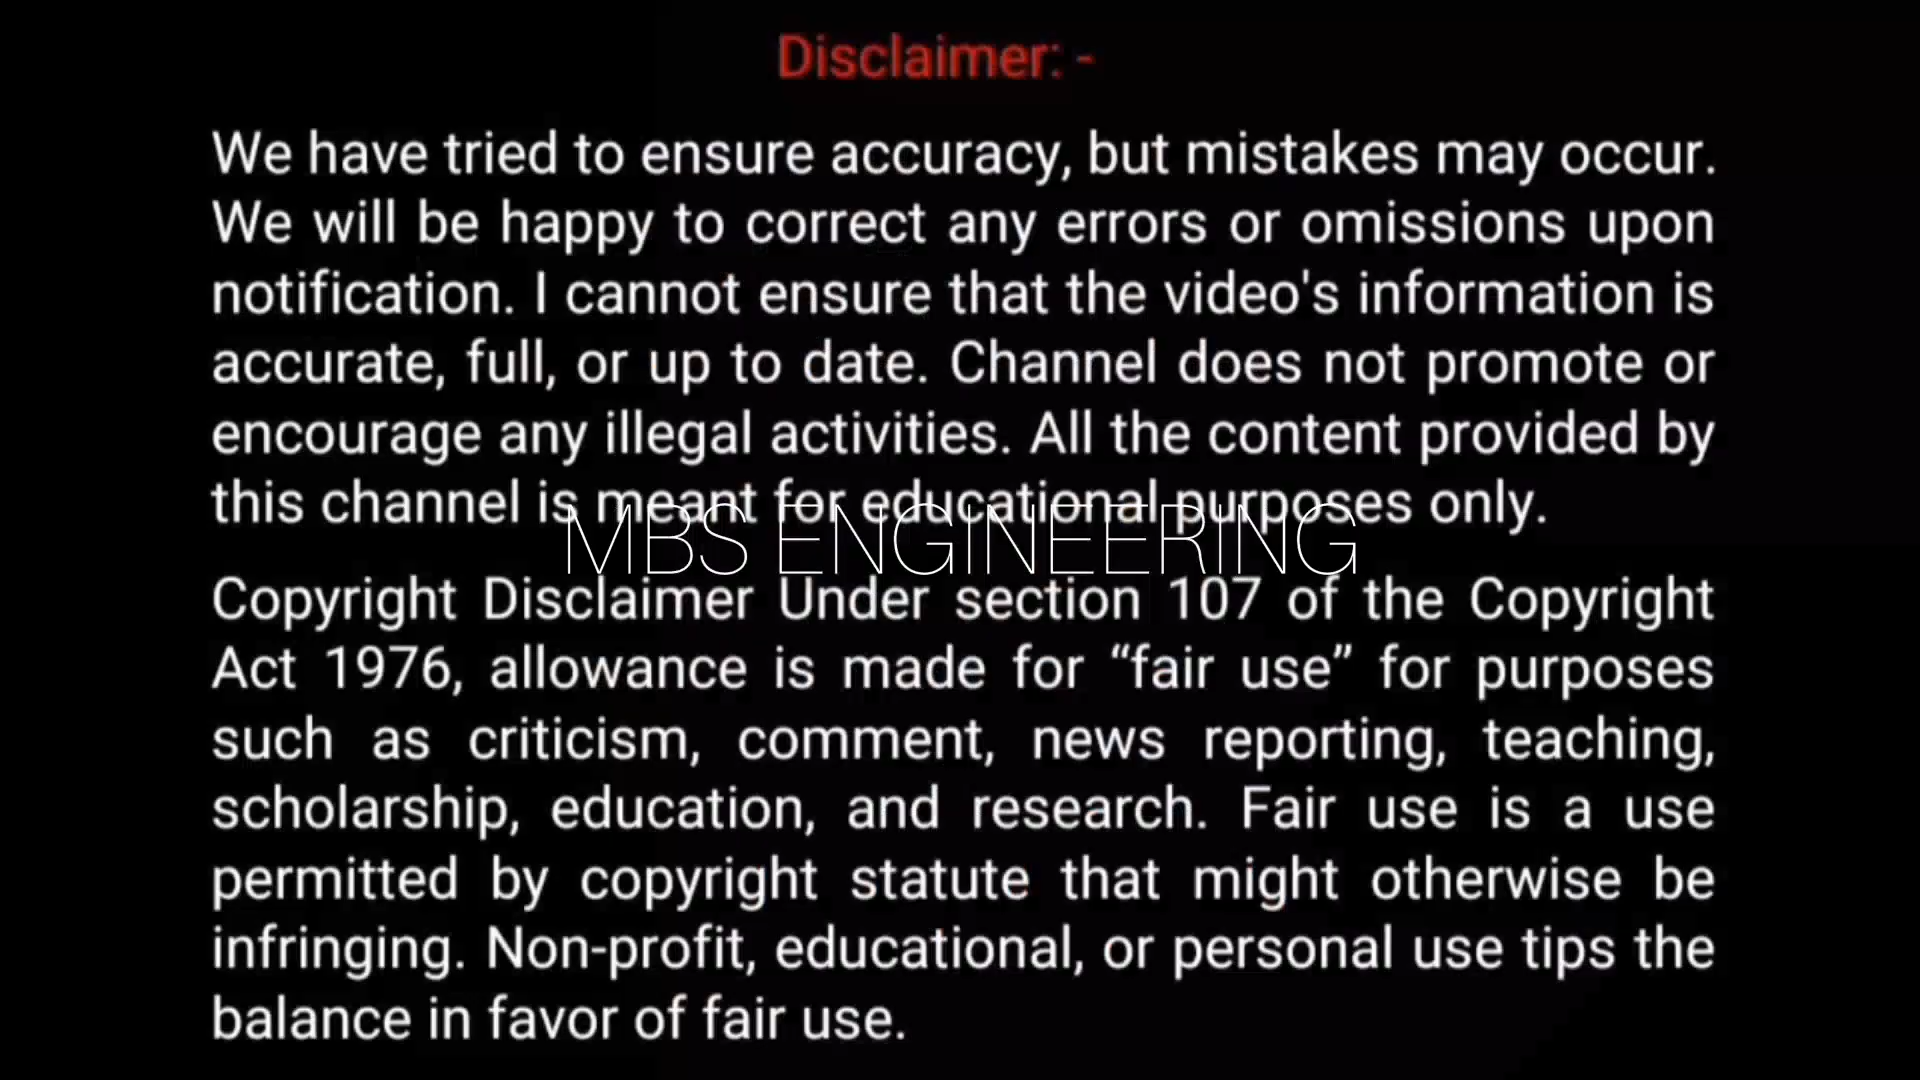 Disclaimer: -
We have tried to ensure accuracy, but mistakes may occur.
We will be happy to correct any errors or omissions upon
notification. I cannot ensure that the video's information is
accurate, full, or up to date. Channel does not promote or
encourage any illegal activities. All the content provided by
this channel is meant for educational purposes only.
MBS ENGINEERING
Copyright Disclaimer Under section 107 of the Copyright
Act 1976, allowance is made for “fair use” for purposes
such as criticism, comment, news reporting, teaching,
scholarship, education, and research. Fair use is a use
permitted by copyright statute that might otherwise be
infringing. Non-profit, educational, or personal use tips the
balance in favor of fair use.